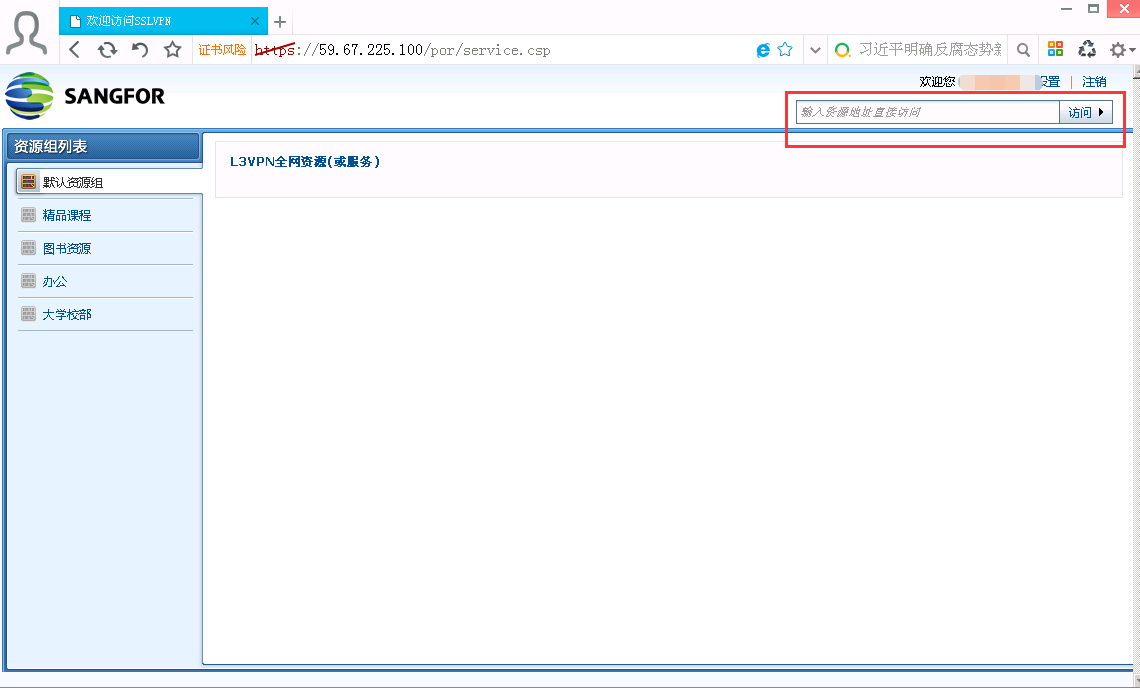 欢迎访问SSLVPN
证书风险 https://59.67.225.100/por/service.csp 习近平明确反腐态势
SANGFOR
欢迎您 设置 | 注销
输入资源地址直接访问 访问
资源组列表
L3VPN全网资源(或服务)
默认资源组
精品课程
图书资源
办公
大学校部